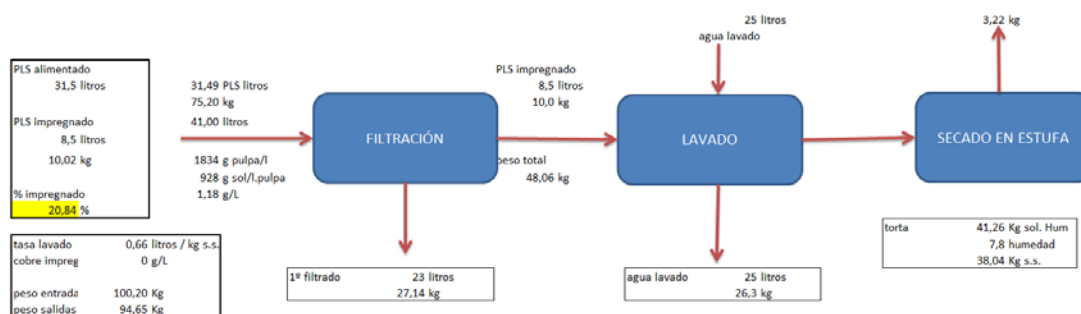 PLS alimentado
31,5 litros
PLS impregnado
8,5 litros
10,02 kg
% impregnado
20,84 %
tasa lavado 0,66 litros / kg s.s.
cobre impreg 0 g/L
peso entrada 100,20 Kg
peso salidas 94,65 Kg
31,49 PLS litros
75,20 kg
41,00 litros
1834 g pulpa/l
928 g sol/l.pulpa
1,18 g/L
FILTRACIÓN
1º filtrado 23 litros
27,14 kg
PLS impregnado
8,5 litros
10,0 kg
peso total
48,06 kg
25 litros
agua lavado
LAVADO
agua lavado 25 litros
26,3 kg
3,22 kg
SECADO EN ESTUFA
torta 41,26 Kg sol. Hum
7,8 humedad
38,04 Kg s.s.